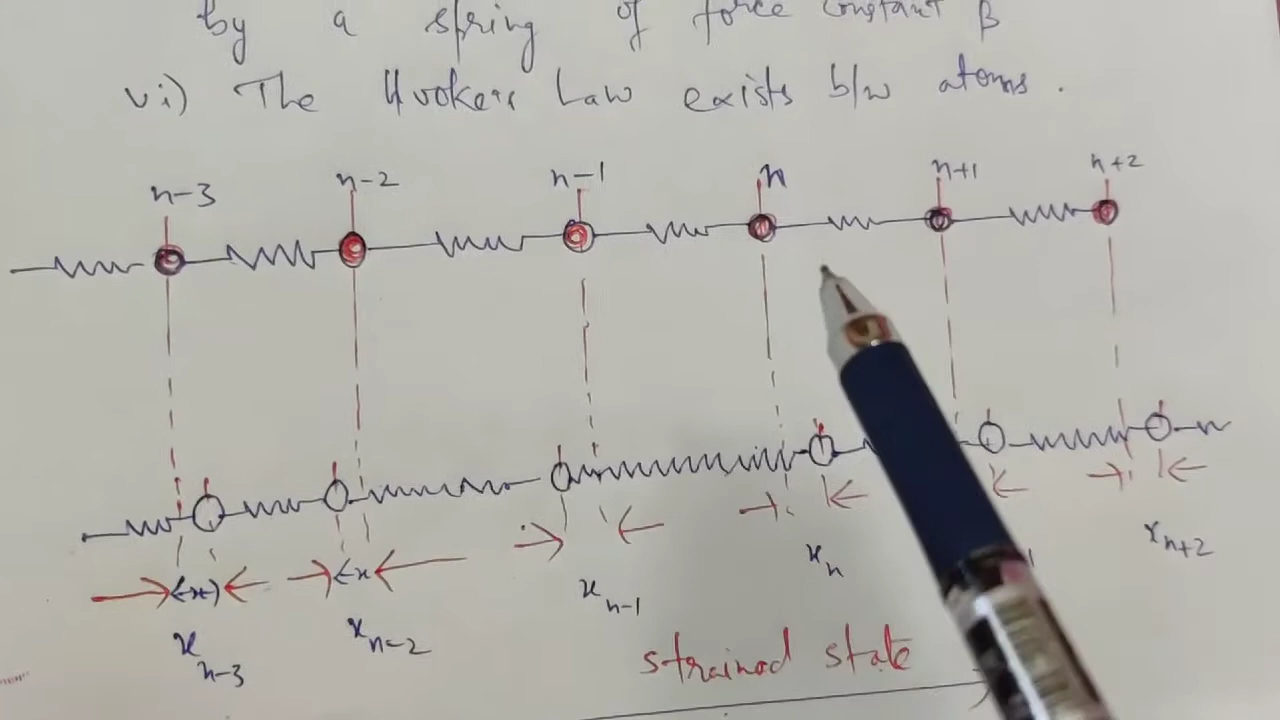 by a spring of force constant β
vi) The Hookers Law exists b/w atoms.
n-3 n-2 n-1 n n+1 n+2
x x
x n-3 x n-2 x n-1 x n x n+2
strained state